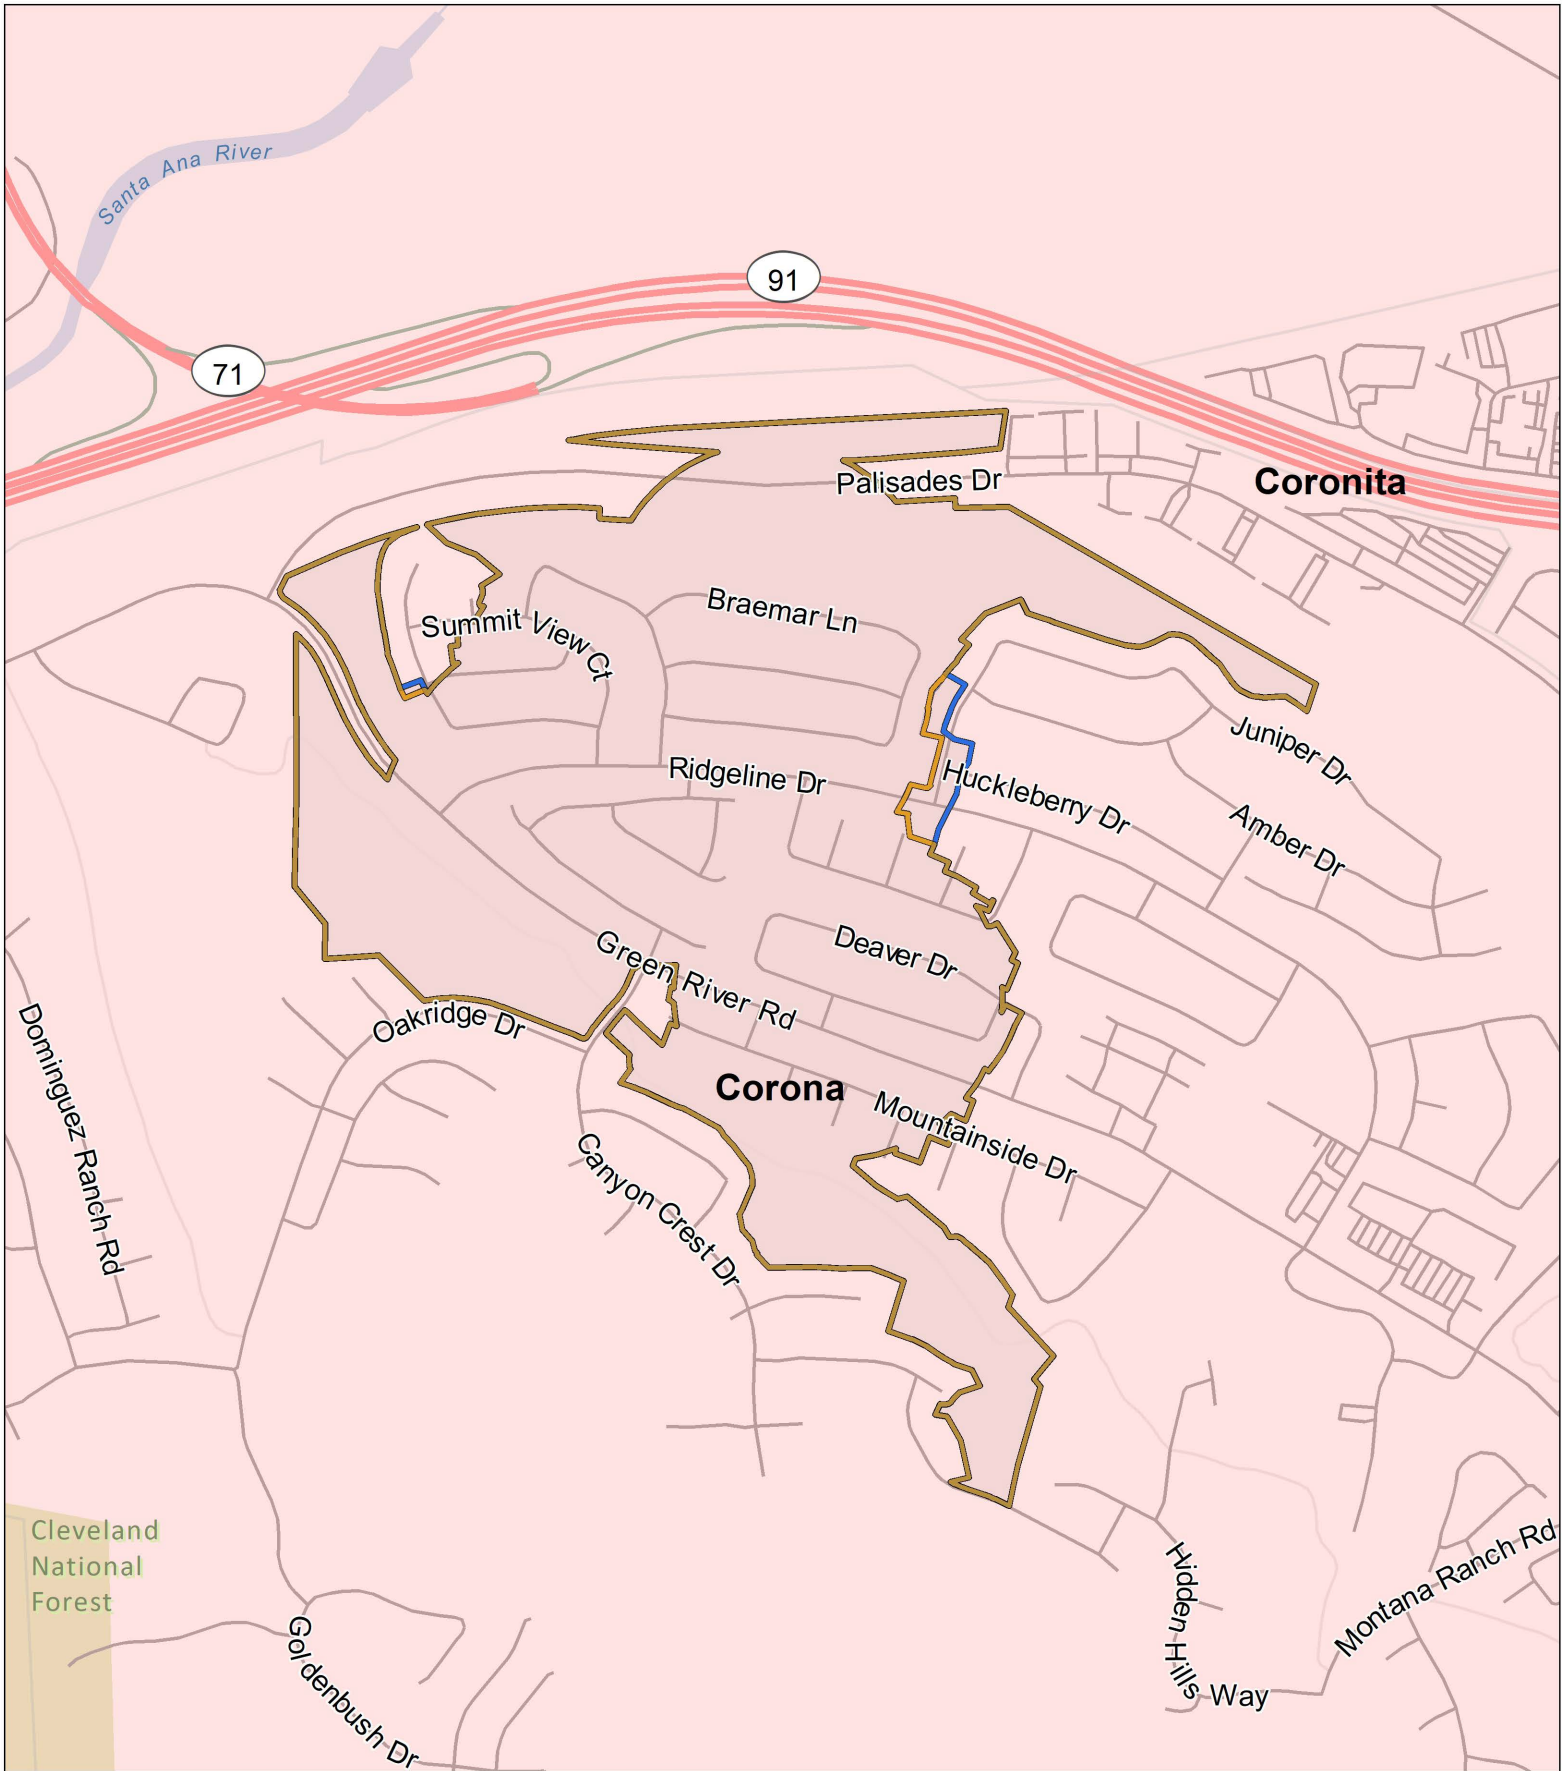 Santa Ana River
91
71
Palisades Dr
Coronita
Braemar Ln
Summit View Ct
Juniper Dr
Ridgeline Dr
Huckleberry Dr
Amber Dr
Deaver Dr
Green River Rd
Oakridge Dr
Dominguez Ranch Rd
Corona
Mountainside Dr
Canyon Crest Dr
Cleveland
National
Forest
Hidden Hills Way
Montana Ranch Rd
Goldenbush Dr